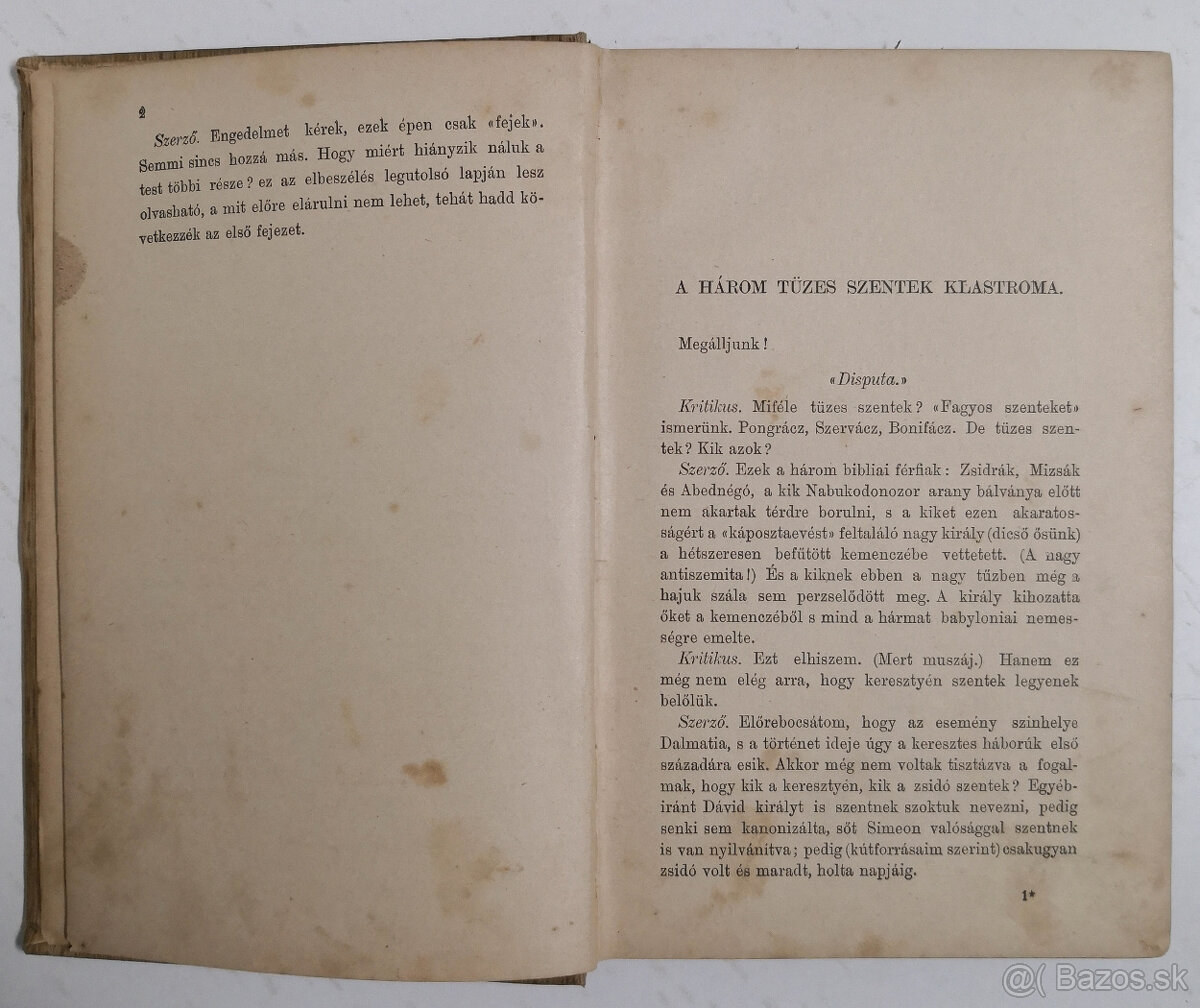 2
Szerző. Engedelmet kérek, ezek épen csak «fejek».
Semmi sincs hozzá más. Hogy miért hiányzik náluk a
test többi része? ez az elbeszélés legutolsó lapján lesz
olvasható, a mit előre elárulni nem lehet, tehát hadd kö-
vetkezzék az első fejezet.
A HÁROM TÜZES SZENTEK KLASTROMA.
Megálljunk!
«Disputa.»
Kritikus. Miféle tüzes szentek? «Fagyos szenteket»
ismerünk. Pongrácz, Szervácz, Bonifácz. De tüzes szen-
tek? Kik azok?
Szerző. Ezek a három bibliai férfiak: Zsidrák, Mizsák
és Abednégó, a kik Nabukodonozor arany bálványa előtt
nem akartak térdre borulni, s a kiket ezen akaratos-
ságért a «káposztaevést» feltaláló nagy király (dicső ősünk)
a hétszeresen befűtött kemenczébe vettetett. (A nagy
antiszemita!) És a kiknek ebben a nagy tűzben még a
hajuk szála sem perzselődött meg. A király kihozatta
őket a kemenczéből s mind a hármat babyloniai nemes-
ségre emelte.
Kritikus. Ezt elhiszem. (Mert muszáj.) Hanem ez
még nem elég arra, hogy keresztyén szentek legyenek
belőlük.
Szerző. Előrebocsátom, hogy az esemény szinhelye
Dalmatia, s a történet ideje úgy a keresztes háborúk első
századára esik. Akkor még nem voltak tisztázva a fogal-
mak, hogy kik a keresztyén, kik a zsidó szentek? Egyéb-
iránt Dávid királyt is szentnek szoktuk nevezni, pedig
senki sem kanonizálta, sőt Simeon valósággal szentnek
is van nyilvánítva; pedig (kútforrásaim szerint) csakugyan
zsidó volt és maradt, holta napjáig.
1*
@( Bazos.sk